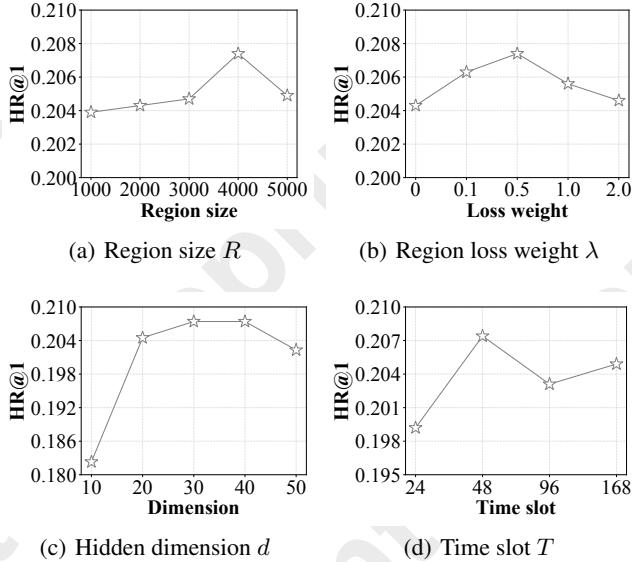 0.210
0.208
0.206
0.204
0.202
0.200
HR@1
1000 2000 3000 4000 5000
Region size
(a) Region size R
0.210
0.208
0.206
0.204
0.202
0.200
HR@1
0 0.1 0.5 1.0 2.0
Loss weight
(b) Region loss weight λ
0.210
0.204
0.198
0.192
0.186
0.180
HR@1
10 20 30 40 50
Dimension
(c) Hidden dimension d
0.210
0.207
0.204
0.201
0.198
0.195
HR@1
24 48 96 168
Time slot
(d) Time slot T